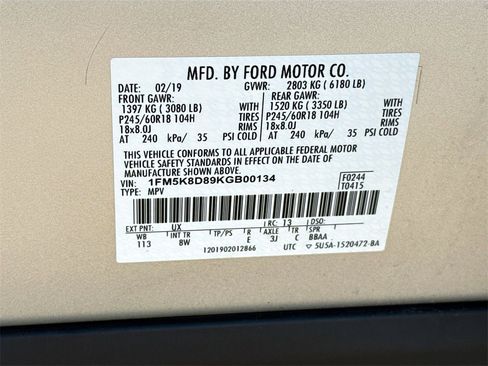 MFD. BY FORD MOTOR CO.
DATE: 02/19 GVWR: 2803 KG ( 6180 LB)
FRONT GAWR: REAR GAWR:
1397 KG ( 3080 LB) WITH 1520 KG ( 3350 LB) WITH
P245/60R18 104H TIRES P245/60R18 104H TIRES
18x8.0J RIMS 18x8.0J RIMS
AT 240 kPa/ 35 PSI COLD AT 240 kPa/ 35 PSI COLD
THIS VEHICLE CONFORMS TO ALL APPLICABLE FEDERAL MOTOR
VEHICLE SAFETY STANDARDS IN EFFECT ON THE DATE OF
MANUFACTURE SHOWN ABOVE.
VIN: 1FM5K8D89KGB00134 F0244
TYPE: MPV T0415
EXT PNT: UX RC: 13 DSO:
WB INT TR TP/PS R AXLE TR SPR
113 8W E 3J C BBAA
1201902012866 UTC 5U5A-1520472-BA